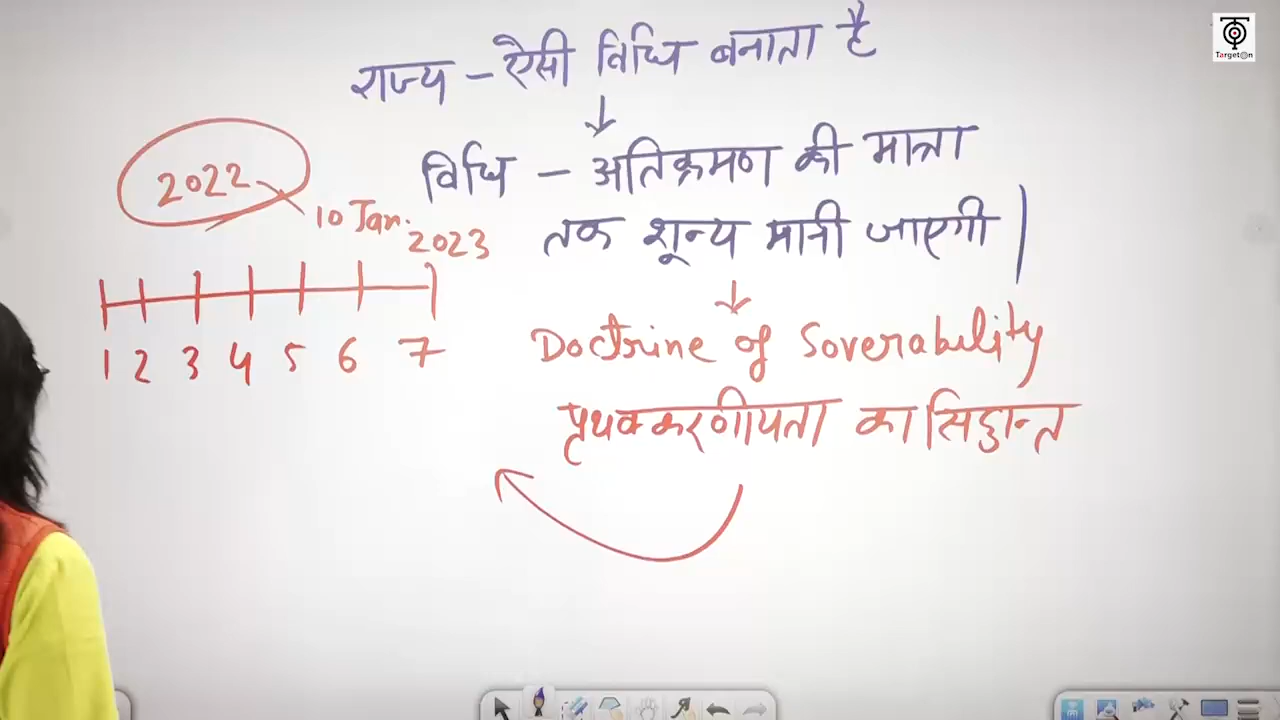 राज्य - ऐसी विधि बनाता है
विधि - अतिक्रमण की मात्रा
तक शून्य मानी जाएगी |
2022
10 Jan. 2023
1 2 3 4 5 6 7
Doctrine of Soverability
पृथक्करणीयता का सिद्धान्त
Target@n